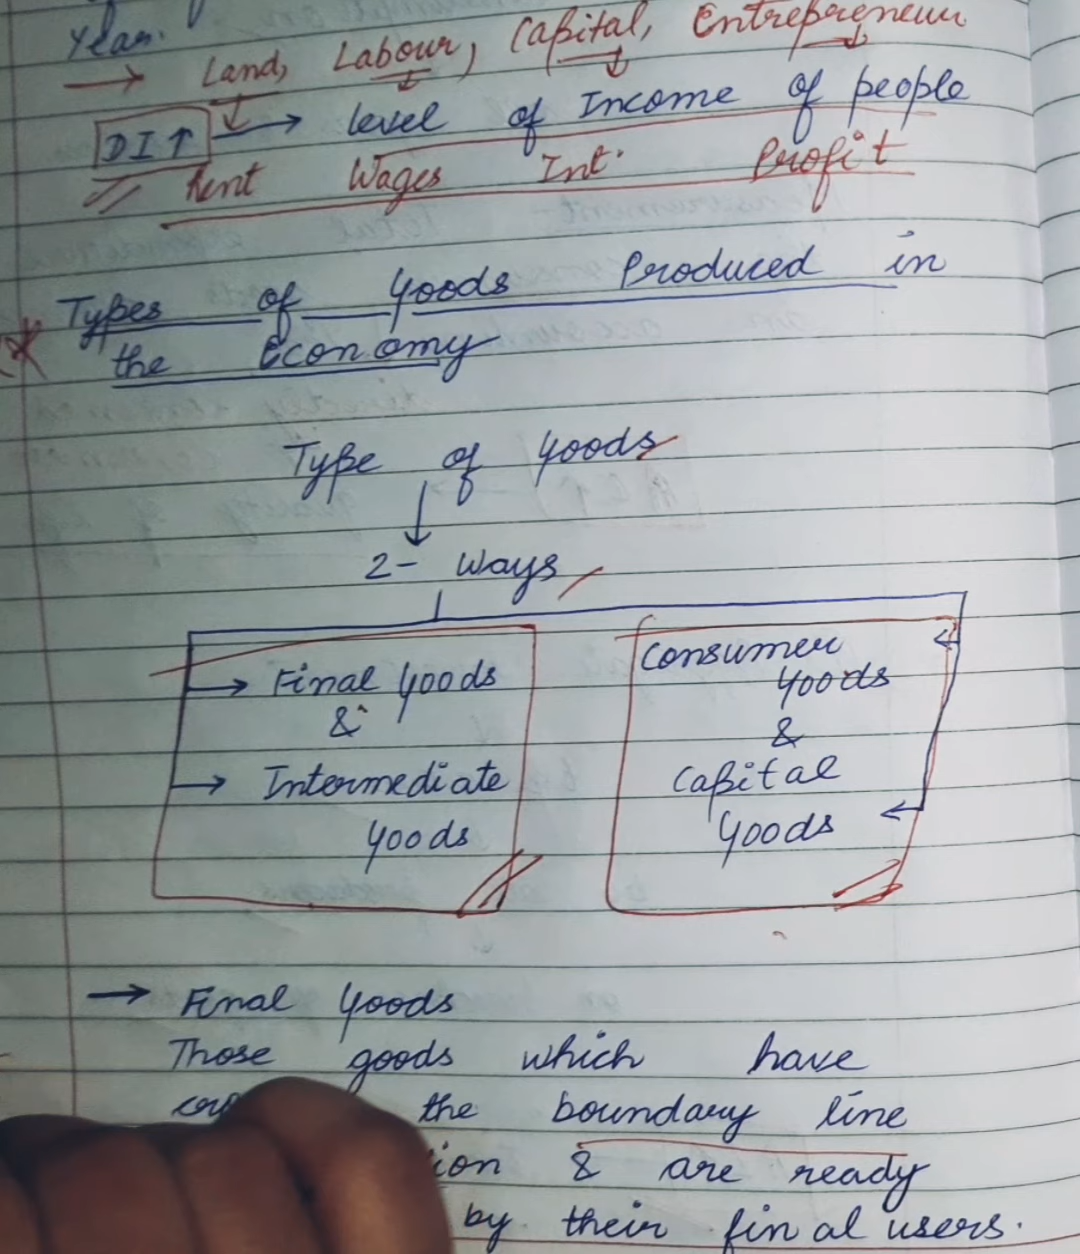 Year.
→ Land, Labour, Capital, Entrepreneur
DI↑ → level of Income of people
Rent Wages Int. Profit
Types of Goods Produced in
the Economy
Type of Goods
2- Ways
→ Final Goods
&
→ Intermediate
Goods
Consumer
Goods
&
Capital
Goods
→ Final Goods
Those goods which have
the boundary line
ion & are ready
by their final users.